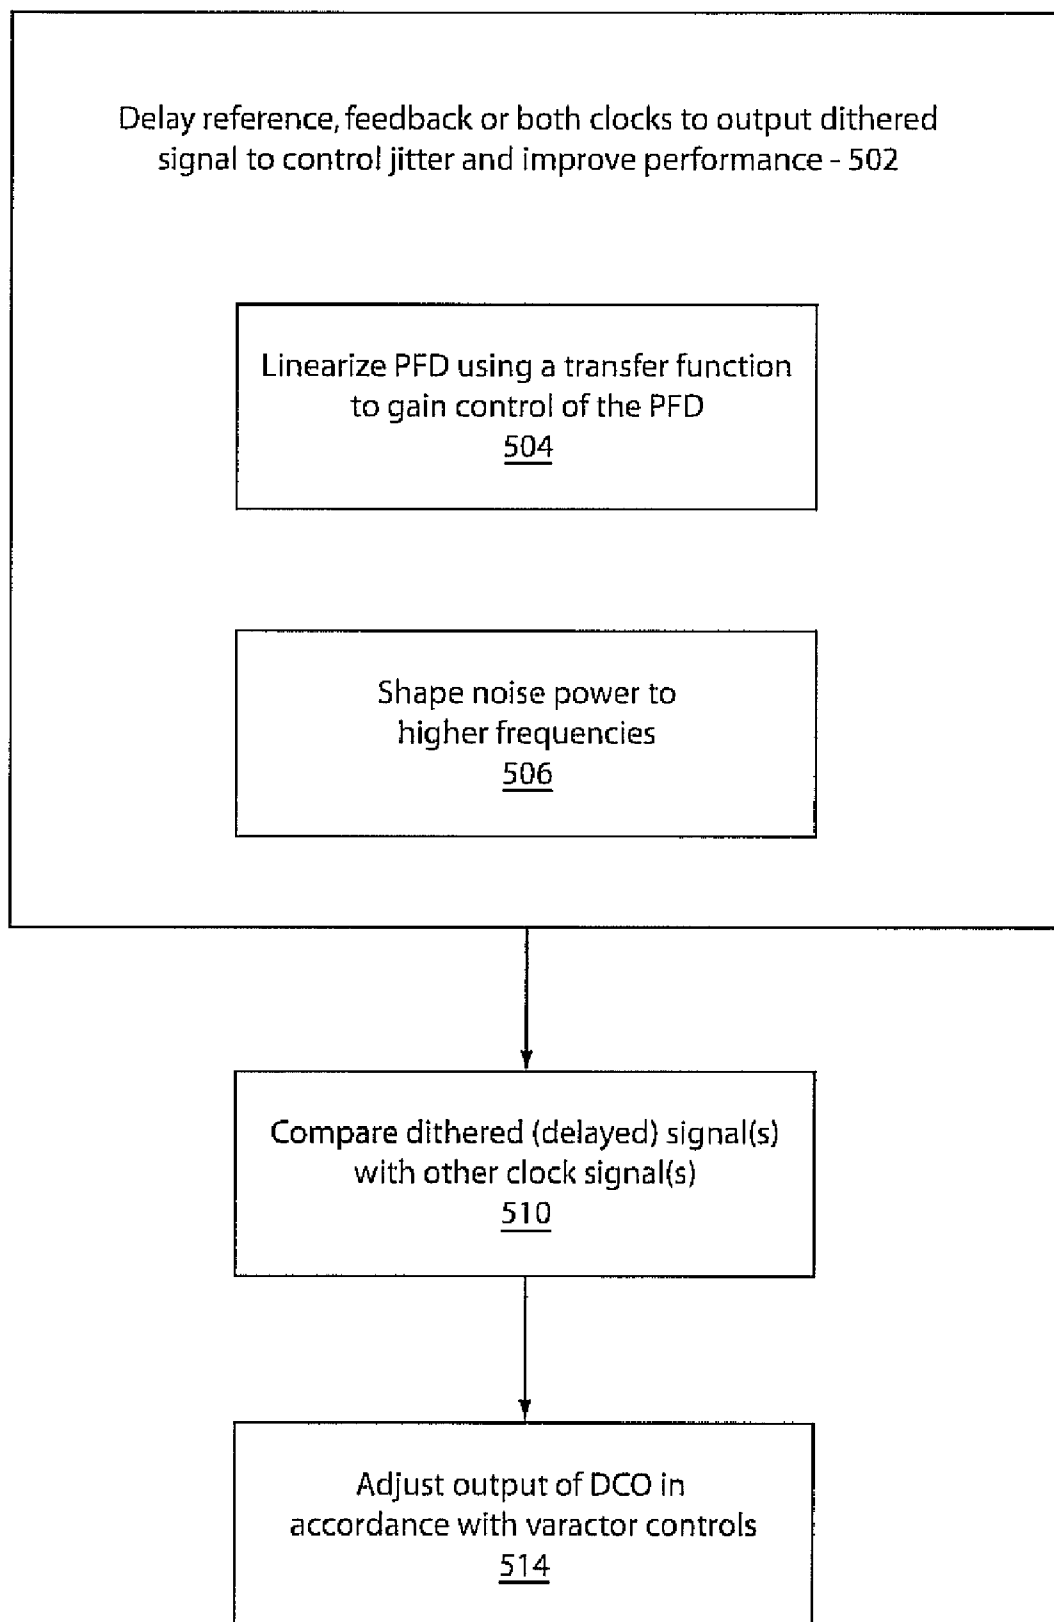 Delay reference, feedback or both clocks to output dithered
signal to control jitter and improve performance - 502
Linearize PFD using a transfer function
to gain control of the PFD
504
Shape noise power to
higher frequencies
506
Compare dithered (delayed) signal(s)
with other clock signal(s)
510
Adjust output of DCO in
accordance with varactor controls
514